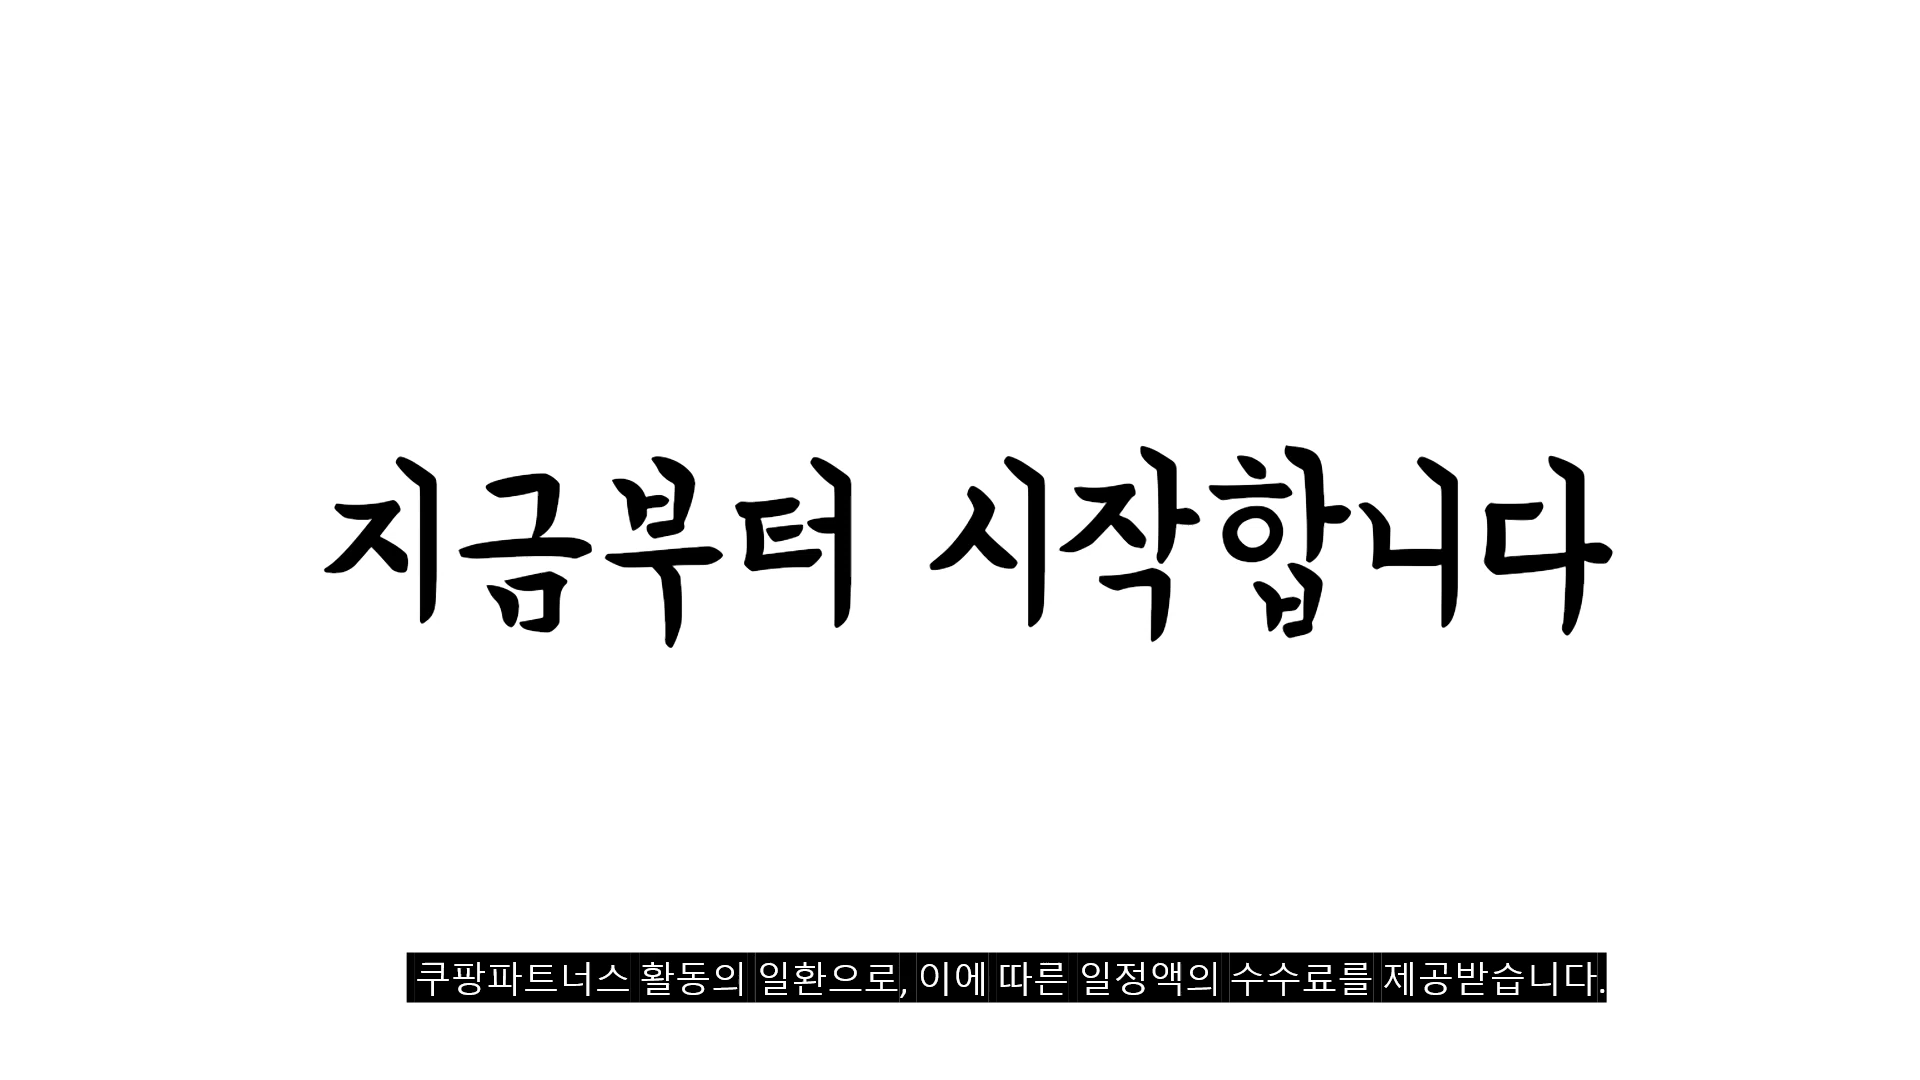 지금부터 시작합니다
쿠팡파트너스 활동의 일환으로, 이에 따른 일정액의 수수료를 제공받습니다.